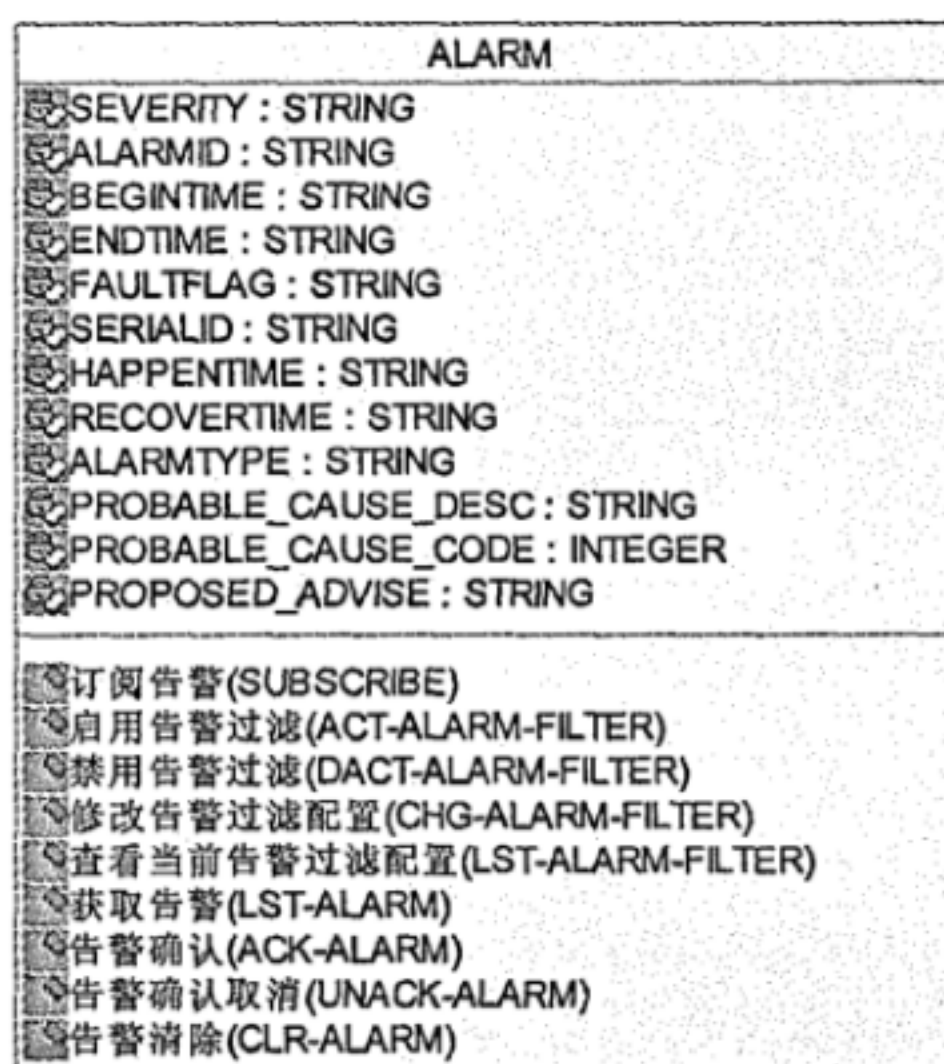 ALARM
SEVERITY : STRING
ALARMID : STRING
BEGINTIME : STRING
ENDTIME : STRING
FAULTFLAG : STRING
SERIALID : STRING
HAPPENTIME : STRING
RECOVERTIME : STRING
ALARMTYPE : STRING
PROBABLE_CAUSE_DESC : STRING
PROBABLE_CAUSE_CODE : INTEGER
PROPOSED_ADVISE : STRING
订阅告警(SUBSCRIBE)
启用告警过滤(ACT-ALARM-FILTER)
禁用告警过滤(DACT-ALARM-FILTER)
修改告警过滤配置(CHG-ALARM-FILTER)
查看当前告警过滤配置(LST-ALARM-FILTER)
获取告警(LST-ALARM)
告警确认(ACK-ALARM)
告警确认取消(UNACK-ALARM)
告警清除(CLR-ALARM)